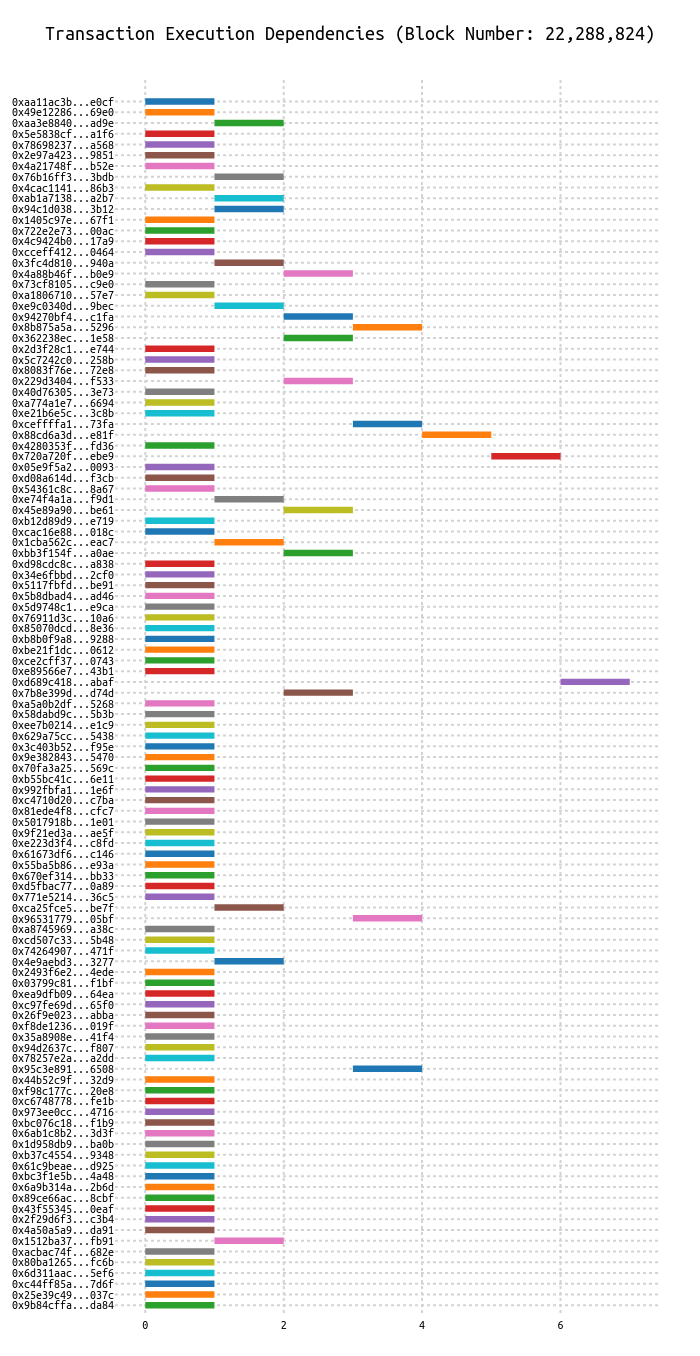 Transaction Execution Dependencies (Block Number: 22,288,824)
0xaa11ac3b...e0cf
0x49e12286...69e0
0xaa3e8840...ad9e
0x5e5838cf...a1f6
0x78698237...a568
0x2e97a423...9851
0x4a21748f...b52e
0x76b16ff3...3bdb
0x4cac1141...86b3
0xab1a7138...a2b7
0x94c1d038...3b12
0x1405c97e...67f1
0x722e2e73...00ac
0x4c9424b0...17a9
0xcceff412...0464
0x3fc4d810...940a
0x4a88b46f...b0e9
0x73cf8105...c9e0
0xa1806710...57e7
0xe9c0340d...9bec
0x94270bf4...c1fa
0x8b875a5a...5296
0x362238ec...1e58
0x2d3f28c1...e744
0x5c7242c0...258b
0x8083f76e...72e8
0x229d3404...f533
0x40d76305...3e73
0xa774a1e7...6694
0xe21b6e5c...3c8b
0xceffffa1...73fa
0x88cd6a3d...e81f
0x4280353f...fd36
0x720a720f...ebe9
0x05e9f5a2...0093
0xd08a614d...f3cb
0x54361c8c...8a67
0xe74f4a1a...f9d1
0x45e89a90...be61
0xb12d89d9...e719
0xcac16e88...018c
0x1cba562c...eac7
0xbb3f154f...a0ae
0xd98cdc8c...a838
0x34e6fbbd...2cf0
0x5117fbfd...be91
0x5b8dbad4...ad46
0x5d9748c1...e9ca
0x76911d3c...10a6
0x85070dcd...8e36
0xb8b0f9a8...9288
0xbe21f1dc...0612
0xce2cff37...0743
0xe89566e7...43b1
0xd689c418...abaf
0x7b8e399d...d74d
0xa5a0b2df...5268
0x58dabd9c...5b3b
0xee7b0214...e1c9
0x629a75cc...5438
0x3c403b52...f95e
0x9e382843...5470
0x70fa3a25...569c
0xb55bc41c...6e11
0x992fbfa1...1e6f
0xc4710d20...c7ba
0x81ede4f8...cfc7
0x5017918b...1e01
0x9f21ed3a...ae5f
0xe223d3f4...c8fd
0x61673df6...c146
0x55ba5b86...e93a
0x670ef314...bb33
0xd5fbac77...0a89
0x771e5214...36c5
0xca25fce5...be7f
0x96531779...05bf
0xa8745969...a38c
0xcd507c33...5b48
0x74264907...471f
0x4e9aebd3...3277
0x2493f6e2...4ede
0x03799c81...f1bf
0xea9dfb09...64ea
0xc97fe69d...65f0
0x26f9e023...abba
0xf8de1236...019f
0x35a8908e...41f4
0x94d2637c...f807
0x78257e2a...a2dd
0x95c3e891...6508
0x44b52c9f...32d9
0xf98c177c...20e8
0xc6748778...fe1b
0x973ee0cc...4716
0xbc076c18...f1b9
0x6ab1c8b2...3d3f
0x1d958db9...ba0b
0xb37c4554...9348
0x61c9beae...d925
0xbc3f1e5b...4a48
0x6a9b314a...2b6d
0x89ce66ac...8cbf
0x43f55345...0eaf
0x2f29d6f3...c3b4
0x4a50a5a9...da91
0x1512ba37...fb91
0xacbac74f...682e
0x80ba1265...fc6b
0x6d311aac...5ef6
0xc44ff85a...7d6f
0x25e39c49...037c
0x9b84cffa...da84
0 2 4 6